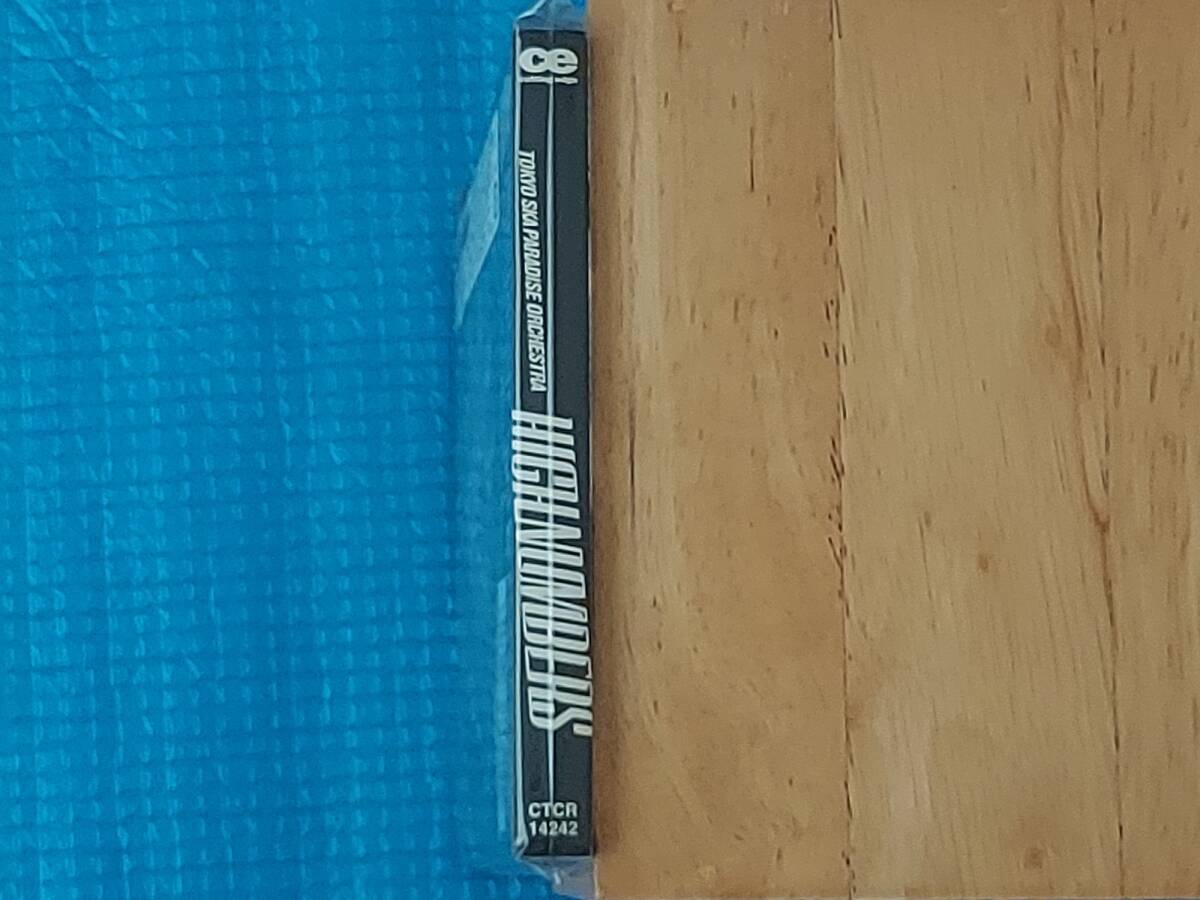 ce
TOKYO SKA PARADISE ORCHESTRA
HIGH NUMBERS
CTCR
14242